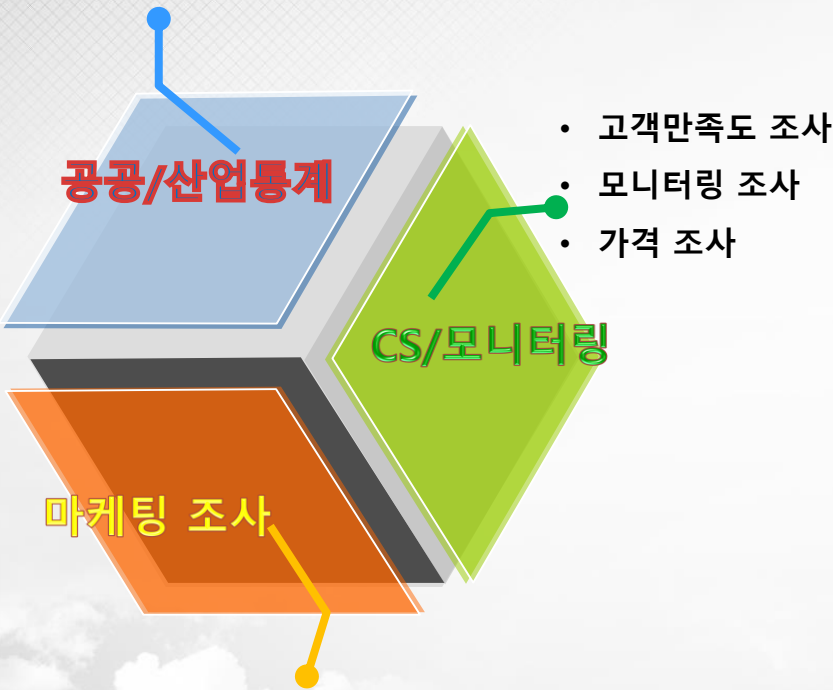 공공/산업통계
• 고객만족도 조사
• 모니터링 조사
• 가격 조사
CS/모니터링
마케팅 조사